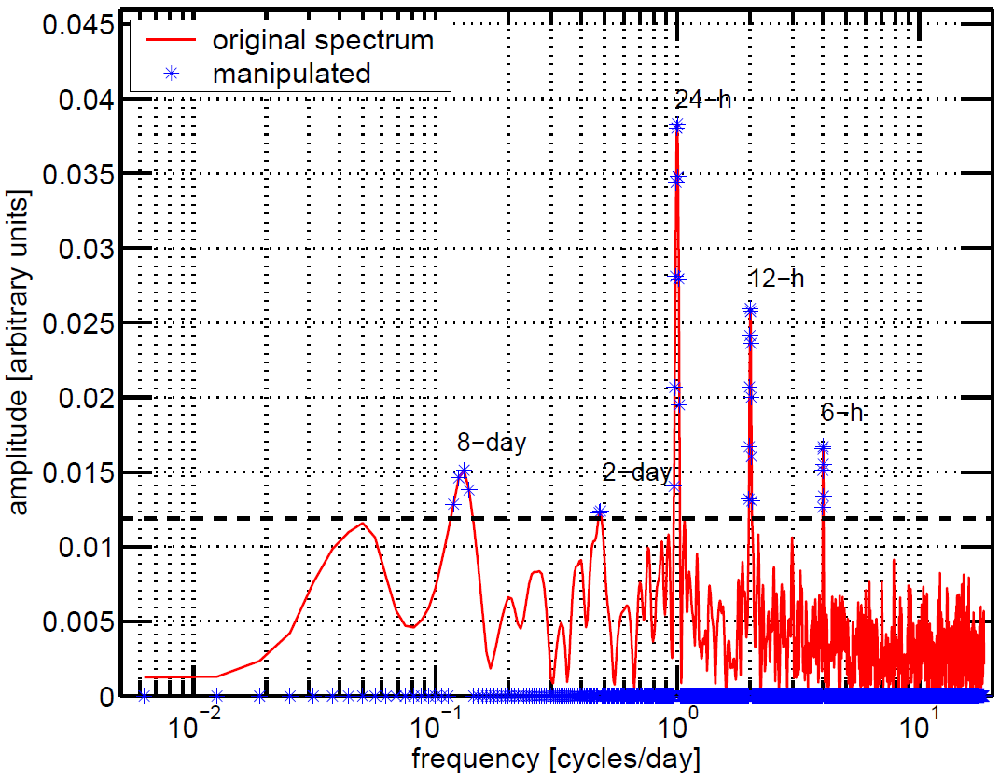 original spectrum
manipulated
0.045
0.04
0.035
0.03
0.025
0.02
0.015
0.01
0.005
0
24-h
12-h
6-h
8-day
2-day
10^-2
10^-1
10^0
10^1
frequency [cycles/day]
amplitude [arbitrary units]